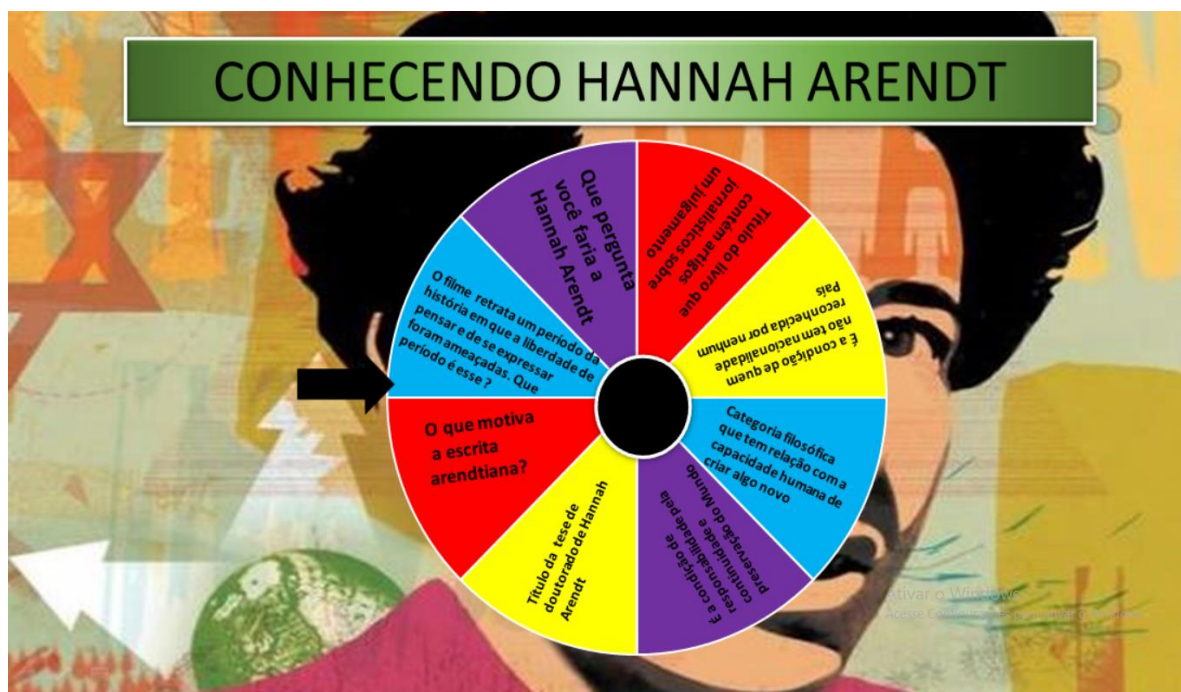 CONHECENDO HANNAH ARENDT
Que pergunta
você faria a
Hannah Arendt
Título do livro que
contém artigos
jornalisticos sobre
um julgamento
É a condição de quem
não tem nacionalidade
reconhecida por nenhum
País
Categoria filosófica
que tem relação com a
capacidade humana de
criar algo novo
É a condição de
responsabilidade pela
continuidade e
preservação do Mundo
Título da tese de
doutorado de Hannah
Arendt
O que motiva
a escrita
arendtiana?
O filme retrata um período da
história em que a liberdade de
pensar e de se expressar
foram ameaçadas. Que
período é esse ?
Ativar o Windows